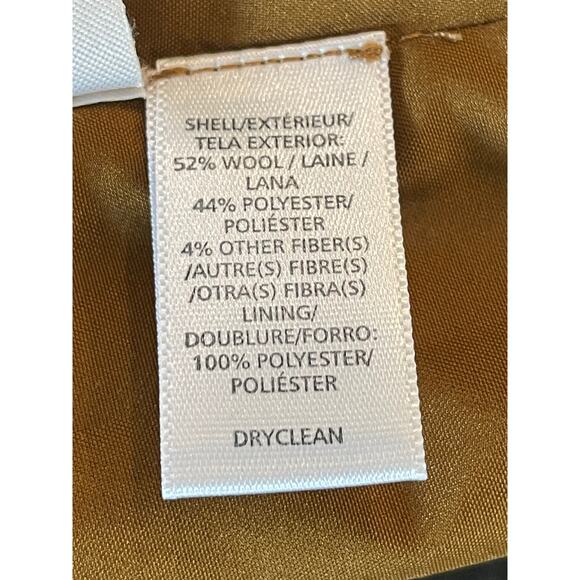 SHELL/EXTÉRIEUR/
TELA EXTERIOR:
52% WOOL / LAINE /
LANA
44% POLYESTER/
POLIÉSTER
4% OTHER FIBER(S)
/AUTRE(S) FIBRE(S)
/OTRA(S) FIBRA(S)
LINING/
DOUBLURE/FORRO:
100% POLYESTER/
POLIÉSTER
DRYCLEAN